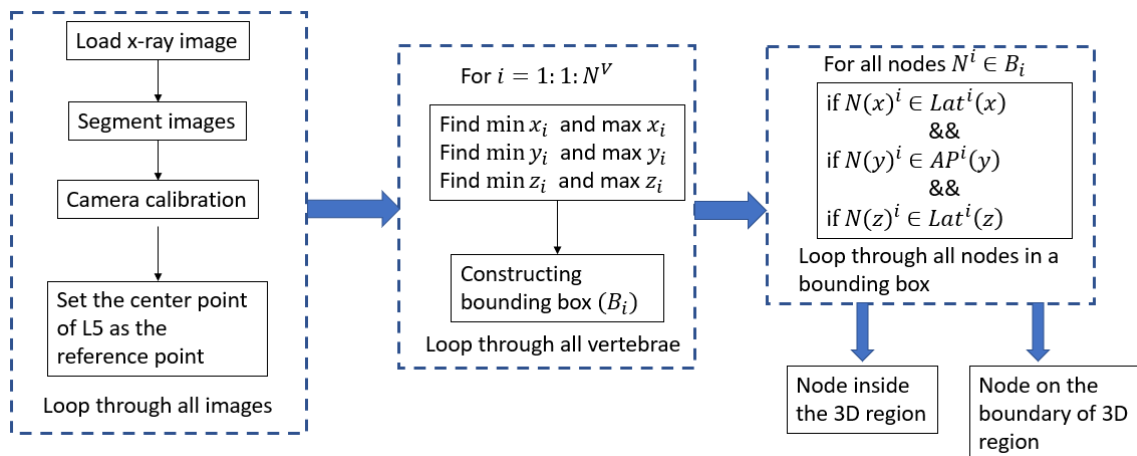 Load x-ray image
Segment images
Camera calibration
Set the center point
of L5 as the
reference point
Loop through all images
For i = 1: 1: N^V
Find min x_i and max x_i
Find min y_i and max y_i
Find min z_i and max z_i
Constructing
bounding box (B_i)
Loop through all vertebrae
For all nodes N^i ∈ B_i
if N(x)^i ∈ Lat^i(x)
&&
if N(y)^i ∈ AP^i(y)
&&
if N(z)^i ∈ Lat^i(z)
Loop through all nodes in a
bounding box
Node inside
the 3D region
Node on the
boundary of 3D
region